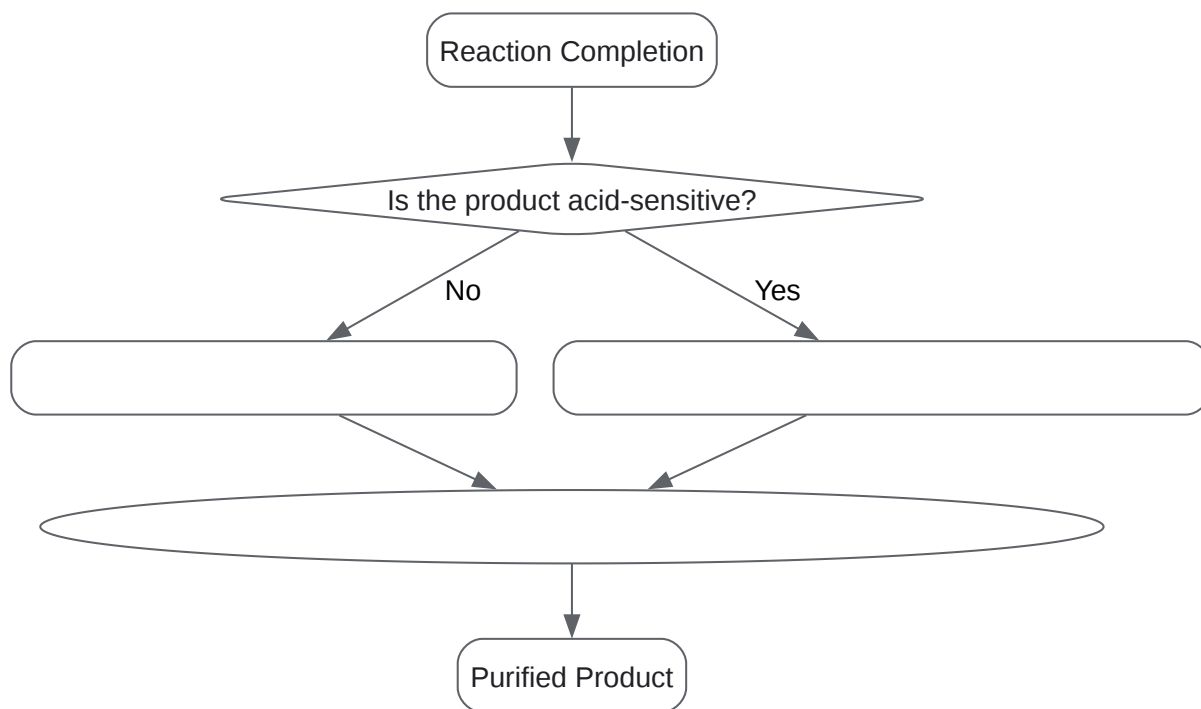 Reaction Completion
Is the product acid-sensitive?
No
Yes
Purified Product